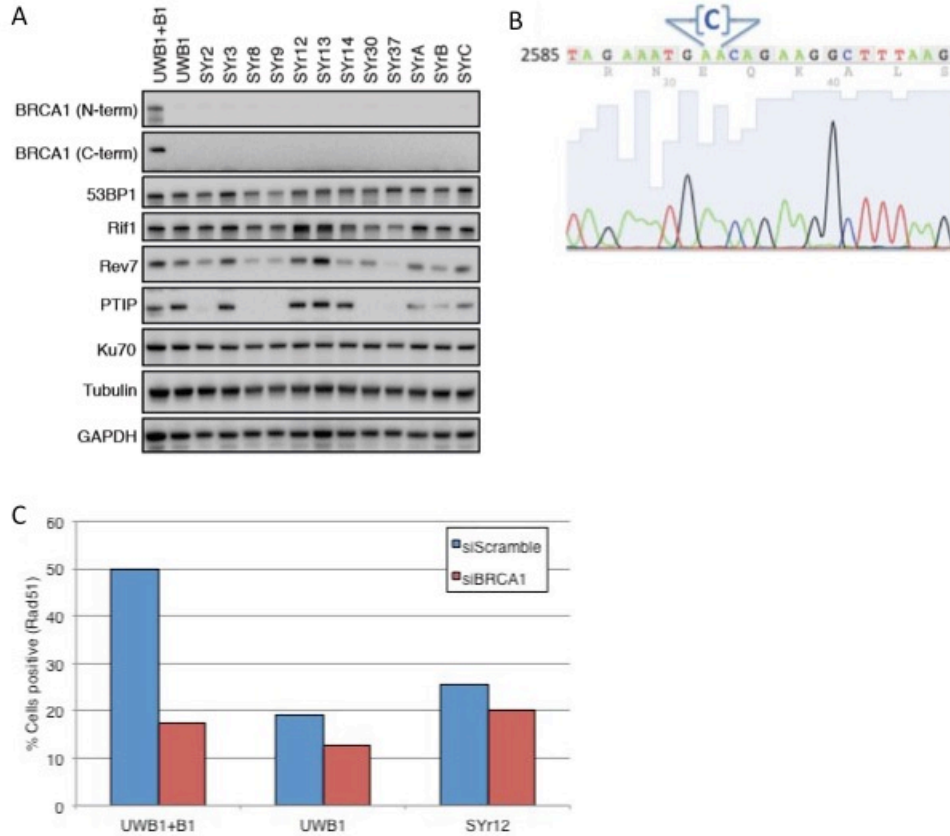 A
UWB1+B1 UWB1 SYr2 SYr3 SYr8 SYr9 SYr12 SYr13 SYr14 SYr30 SYr37 SYrA SYrB SYrC
BRCA1 (N-term)
BRCA1 (C-term)
53BP1
Rif1
Rev7
PTIP
Ku70
Tubulin
GAPDH
B
[C]
2585 T A G A A A T G A A C A G A A G G C T T T A A G
R N E Q K A L S
30 40
C
% Cells positive (Rad51)
60
50
40
30
20
10
0
siScramble
siBRCA1
UWB1+B1 UWB1 SYr12